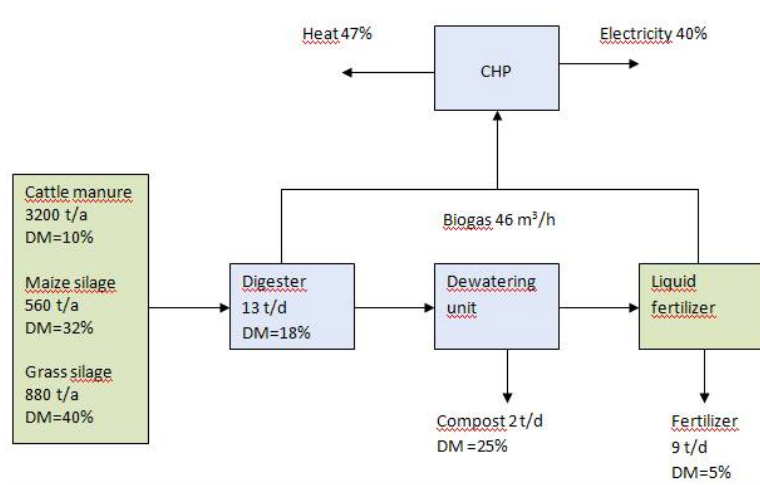 Heat 47%
Electricity 40%
CHP
Cattle manure
3200 t/a
DM=10%
Maize silage
560 t/a
DM=32%
Grass silage
880 t/a
DM=40%
Biogas 46 m³/h
Digester
13 t/d
DM=18%
Dewatering
unit
Liquid
fertilizer
Compost 2 t/d
DM =25%
Fertilizer
9 t/d
DM=5%